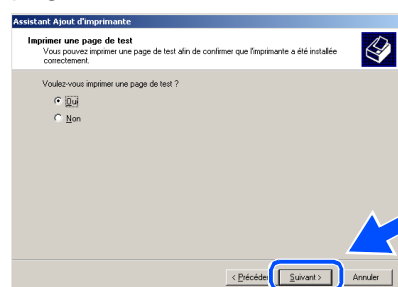 Assistant Ajout d'imprimante
Imprimer une page de test
Vous pouvez imprimer une page de test afin de confirmer que l'imprimante a été installée
correctement.
Voulez-vous imprimer une page de test ?
Oui
Non
< Précéden Suivant > Annuler